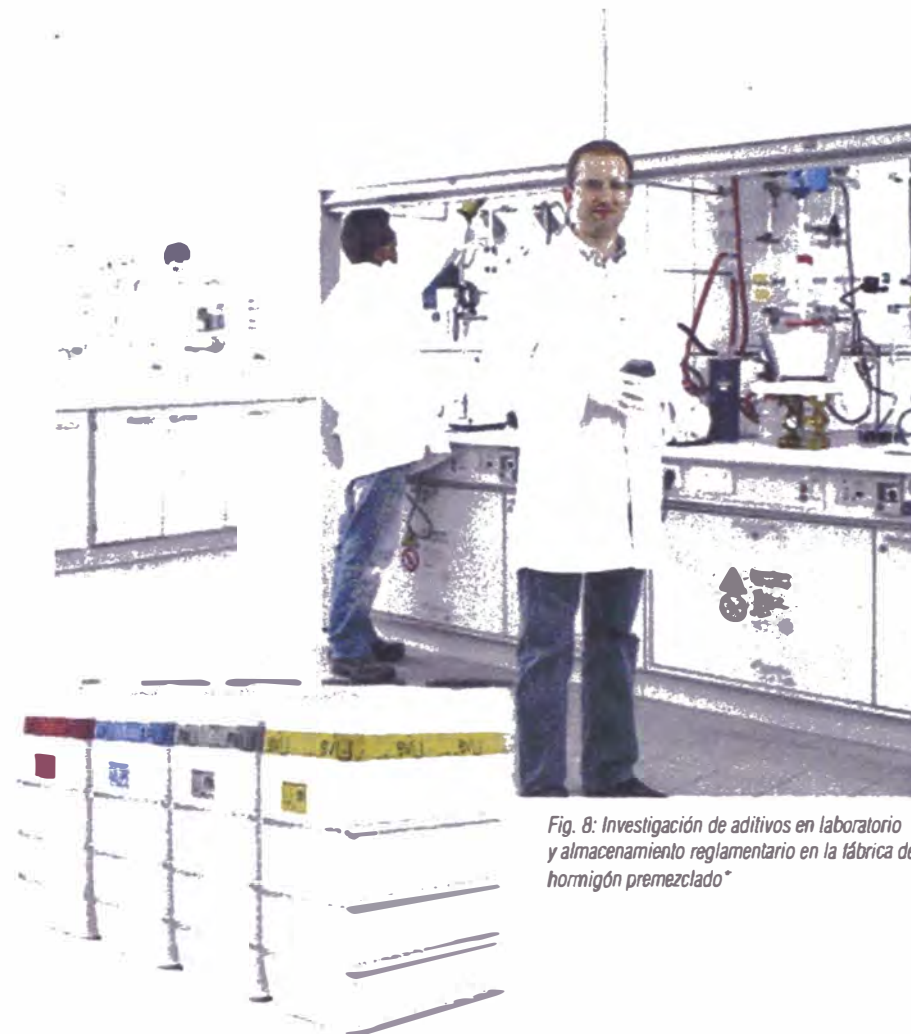 Fig. 8: Investigación de aditivos en laboratorio
y almacenamiento reglamentario en la fábrica de
hormigón premezclado*